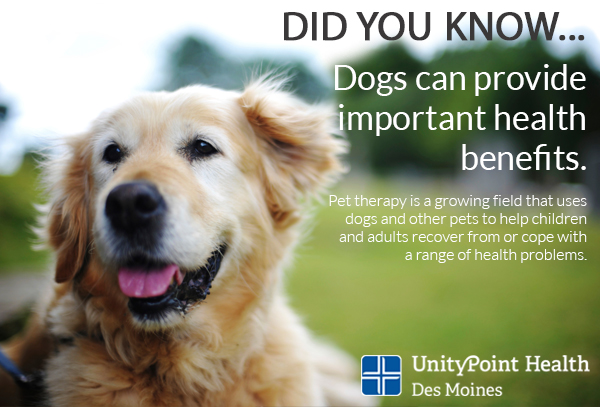 DID YOU KNOW...
Dogs can provide
important health
benefits.
Pet therapy is a growing field that uses
dogs and other pets to help children
and adults recover from or cope with
a range of health problems.
UnityPoint Health
Des Moines